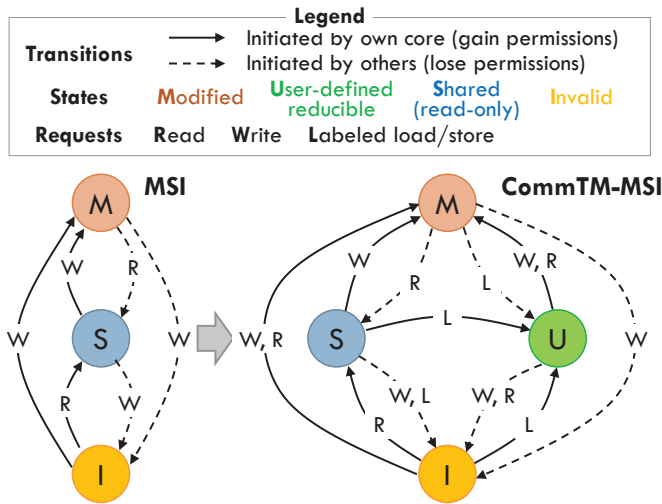 Legend
Transitions
Initiated by own core (gain permissions)
Initiated by others (lose permissions)
States
Modified
User-defined
reducible
Shared
(read-only)
Invalid
Requests
Read
Write
Labeled load/store
MSI
M
W
R
W
S
W
R
W
I
CommTM-MSI
M
W
R
L
W, R
W, R
S
L
U
W
W, L
W, R
R
L
I